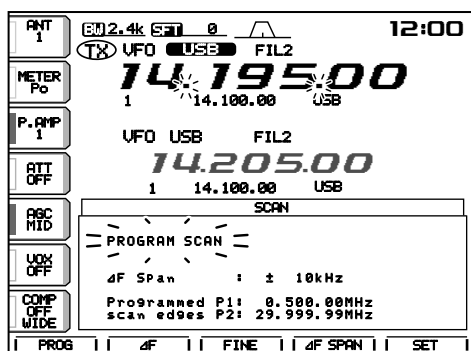 ANT 1
BW 2.4k SFT 0
12:00
TX VFO USB FIL2
METER Po
14.195.00
1 14.100.00 USB
P.AMP 1
VFO USB FIL2
14.205.00
ATT OFF
1 14.100.00 USB
SCAN
AGC MID
PROGRAM SCAN
VOX OFF
ΔF Span : ± 10kHz
COMP OFF WIDE
Programmed P1: 0.500.00MHz
scan edges P2: 29.999.99MHz
PROG ΔF FINE ΔF SPAN SET